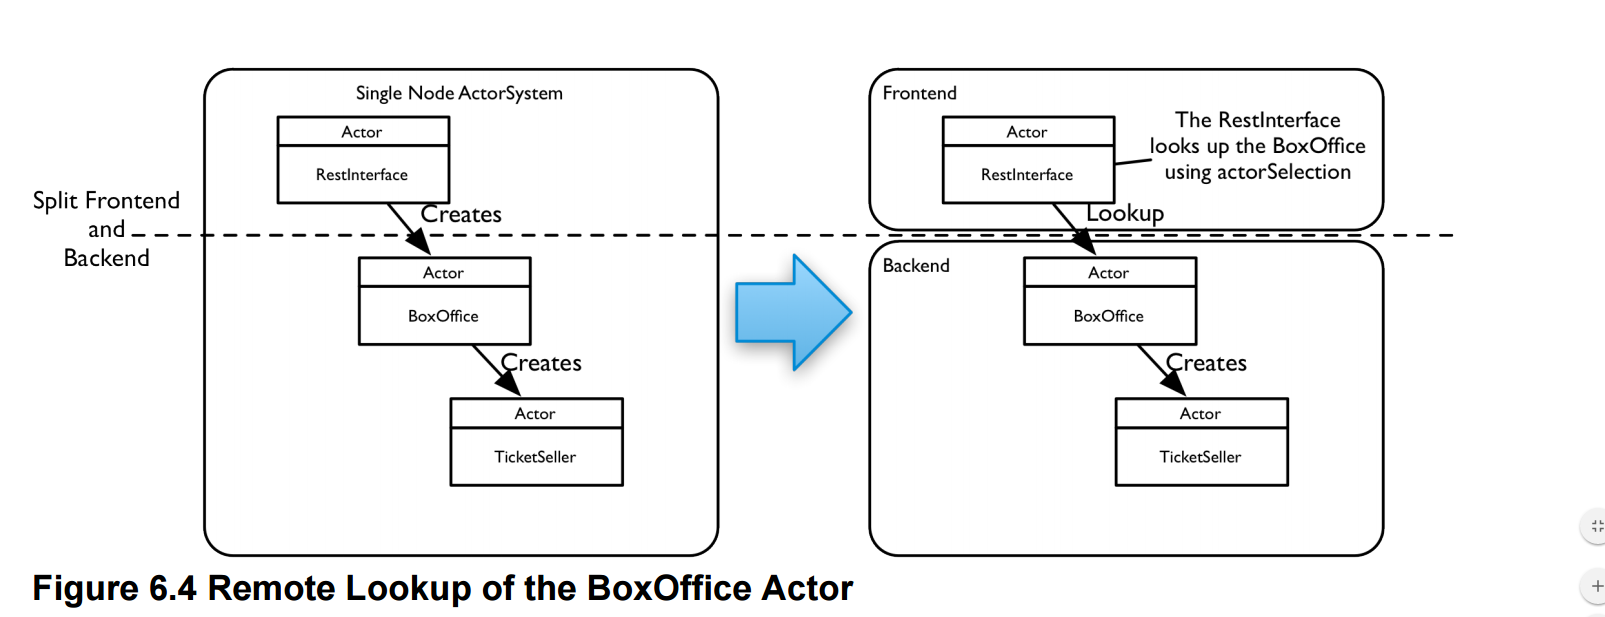 Single Node ActorSystem
Actor
RestInterface
Creates
Split Frontend
and
Backend
Actor
BoxOffice
Creates
Actor
TicketSeller
Frontend
Actor
RestInterface
The RestInterface
looks up the BoxOffice
using actorSelection
Lookup
Backend
Actor
BoxOffice
Creates
Actor
TicketSeller
Figure 6.4 Remote Lookup of the BoxOffice Actor